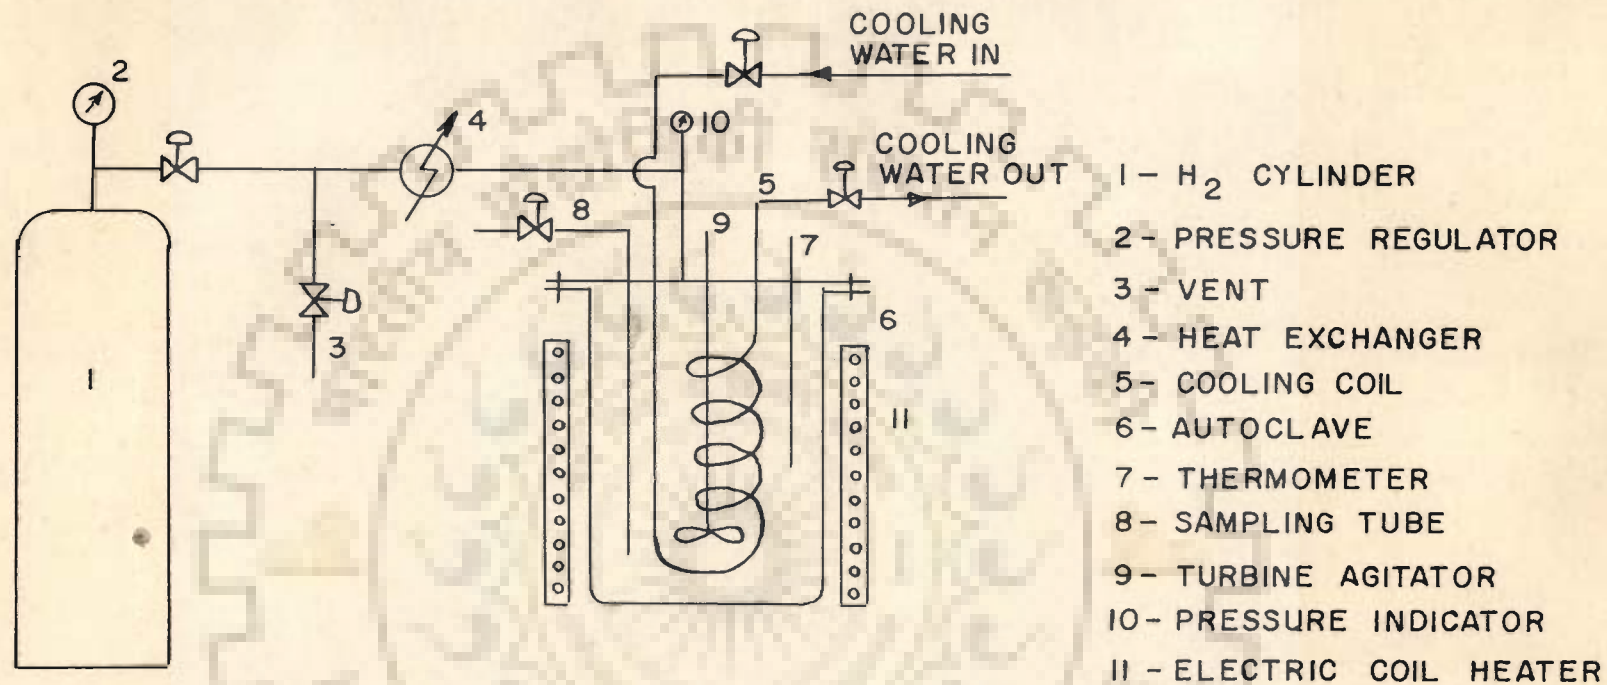 COOLING
WATER IN
2
4
10
COOLING
WATER OUT
5
8
9
7
3
6
1
11
1 - H₂ CYLINDER
2 - PRESSURE REGULATOR
3 - VENT
4 - HEAT EXCHANGER
5 - COOLING COIL
6 - AUTOCLAVE
7 - THERMOMETER
8 - SAMPLING TUBE
9 - TURBINE AGITATOR
10 - PRESSURE INDICATOR
11 - ELECTRIC COIL HEATER